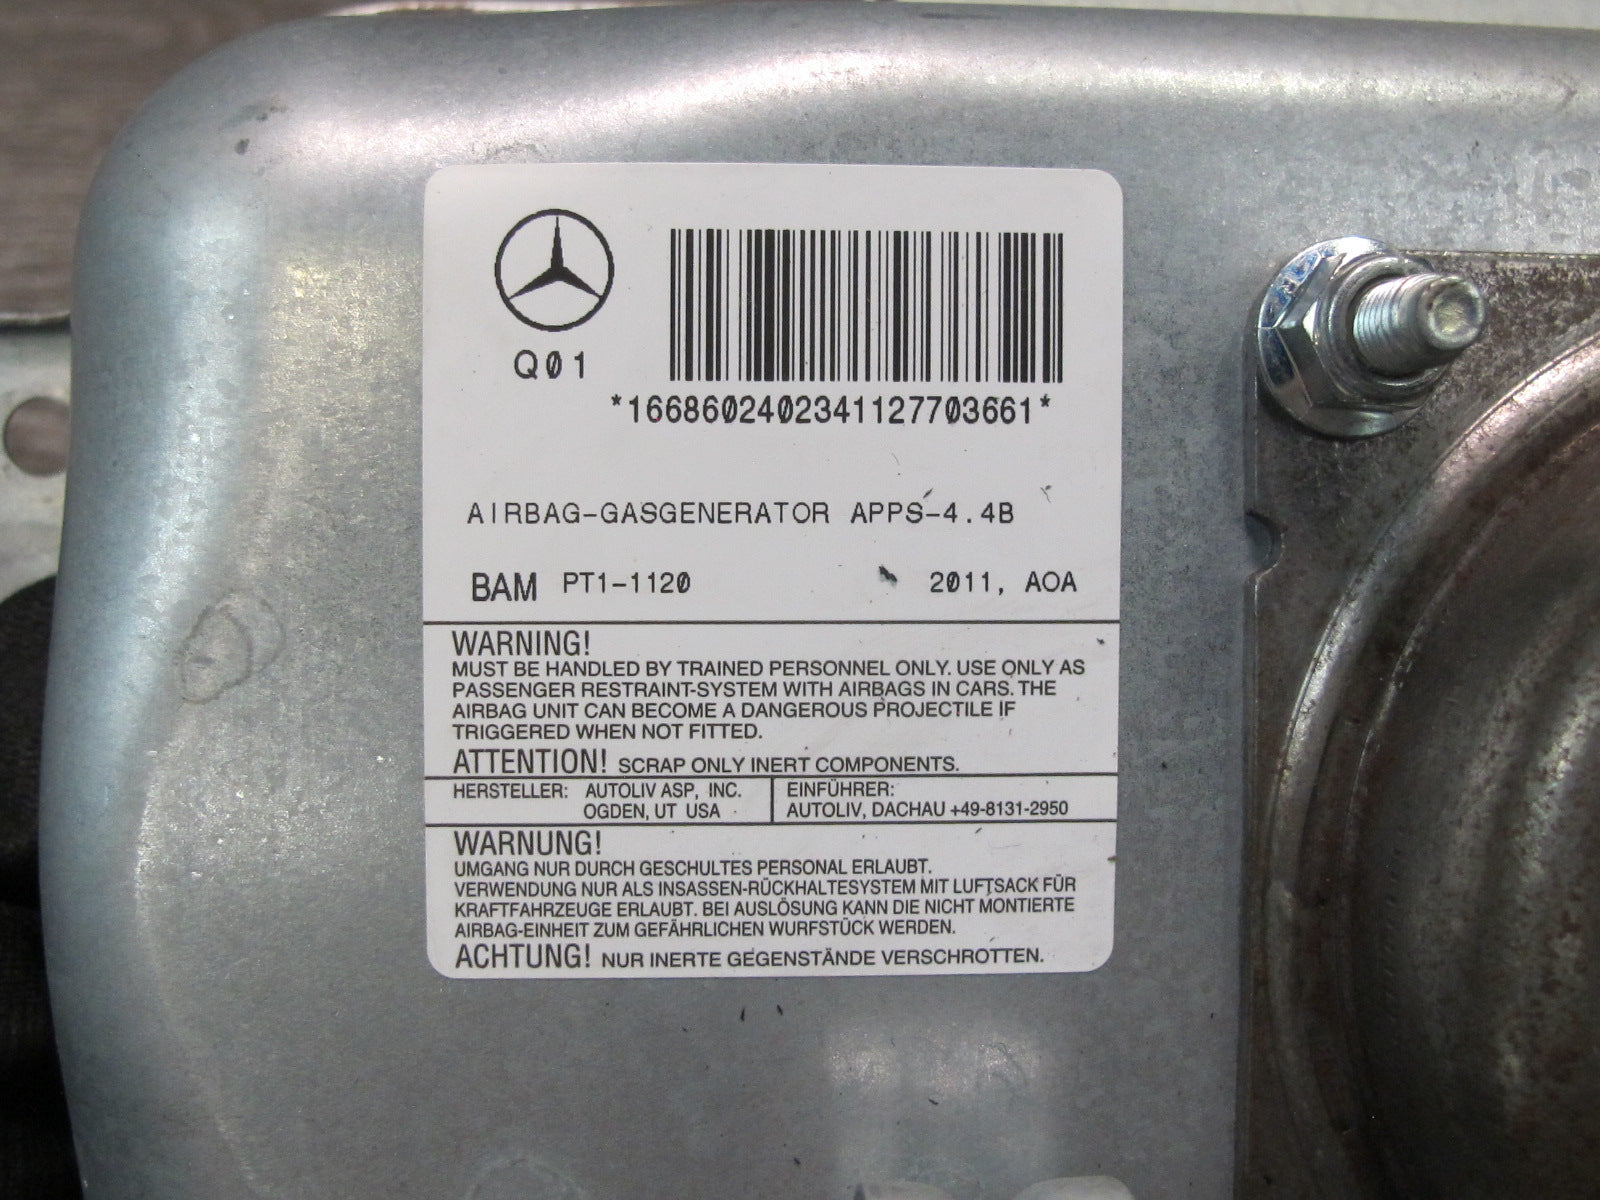 Q01
*1668602402341127703661*
AIRBAG-GASGENERATOR APPS-4.4B
BAM PT1-1120 2011, AOA
WARNING!
MUST BE HANDLED BY TRAINED PERSONNEL ONLY. USE ONLY AS
PASSENGER RESTRAINT-SYSTEM WITH AIRBAGS IN CARS. THE
AIRBAG UNIT CAN BECOME A DANGEROUS PROJECTILE IF
TRIGGERED WHEN NOT FITTED.
ATTENTION! SCRAP ONLY INERT COMPONENTS.
HERSTELLER: AUTOLIV ASP, INC.
OGDEN, UT USA
EINFÜHRER:
AUTOLIV, DACHAU +49-8131-2950
WARNUNG!
UMGANG NUR DURCH GESCHULTES PERSONAL ERLAUBT.
VERWENDUNG NUR ALS INSASSEN-RÜCKHALTESYSTEM MIT LUFTSACK FÜR
KRAFTFAHRZEUGE ERLAUBT. BEI AUSLÖSUNG KANN DIE NICHT MONTIERTE
AIRBAG-EINHEIT ZUM GEFÄHRLICHEN WURFSTÜCK WERDEN.
ACHTUNG! NUR INERTE GEGENSTÄNDE VERSCHROTTEN.